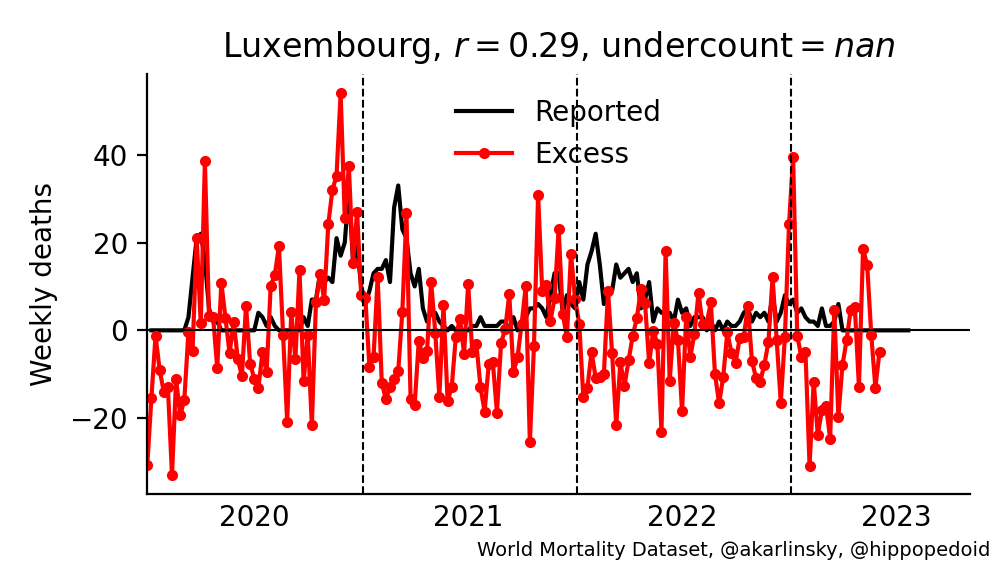 Luxembourg, r = 0.29, undercount = nan
Reported
Excess
Weekly deaths
40
20
0
−20
2020 2021 2022 2023
World Mortality Dataset, @akarlinsky, @hippopedoid